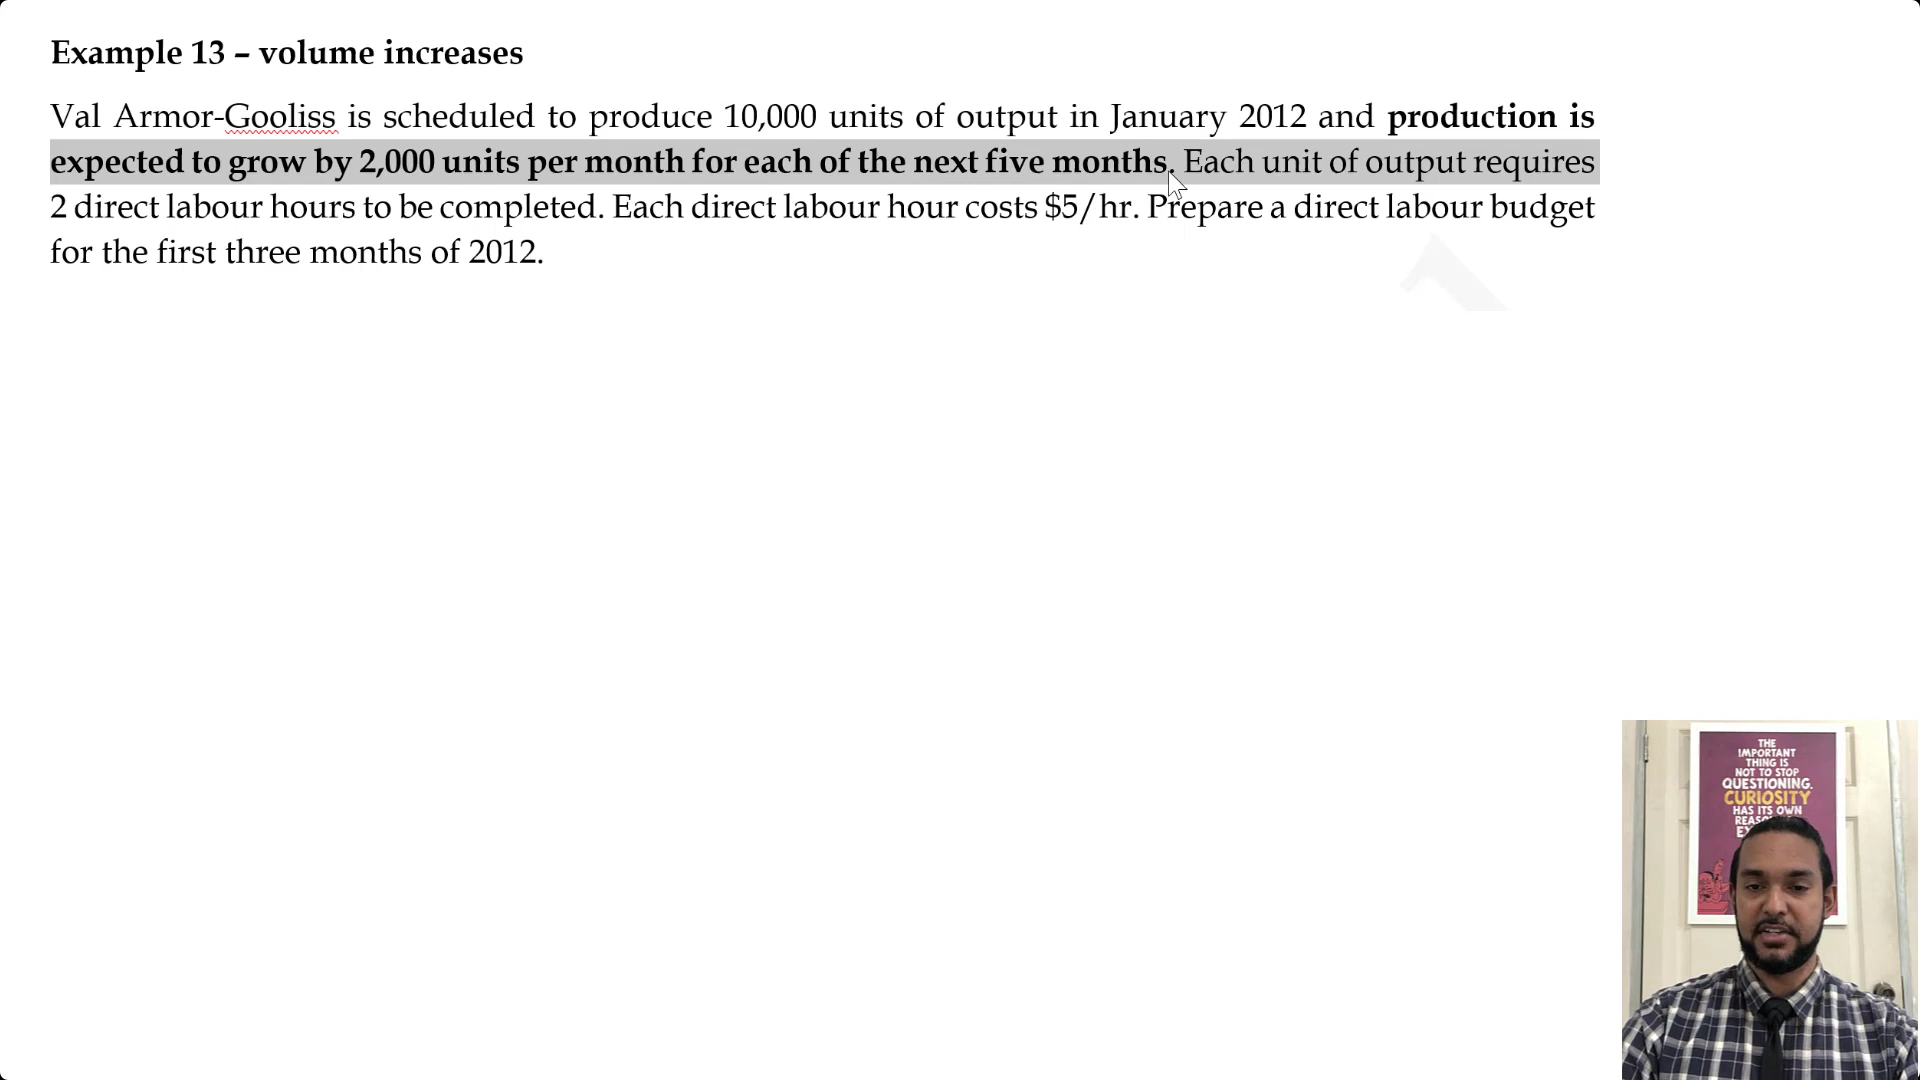 Example 13 – volume increases
Val Armor-Gooliss is scheduled to produce 10,000 units of output in January 2012 and production is
expected to grow by 2,000 units per month for each of the next five months. Each unit of output requires
2 direct labour hours to be completed. Each direct labour hour costs $5/hr. Prepare a direct labour budget
for the first three months of 2012.
THE
IMPORTANT
THING IS
NOT TO STOP
QUESTIONING.
CURIOSITY
HAS ITS OWN